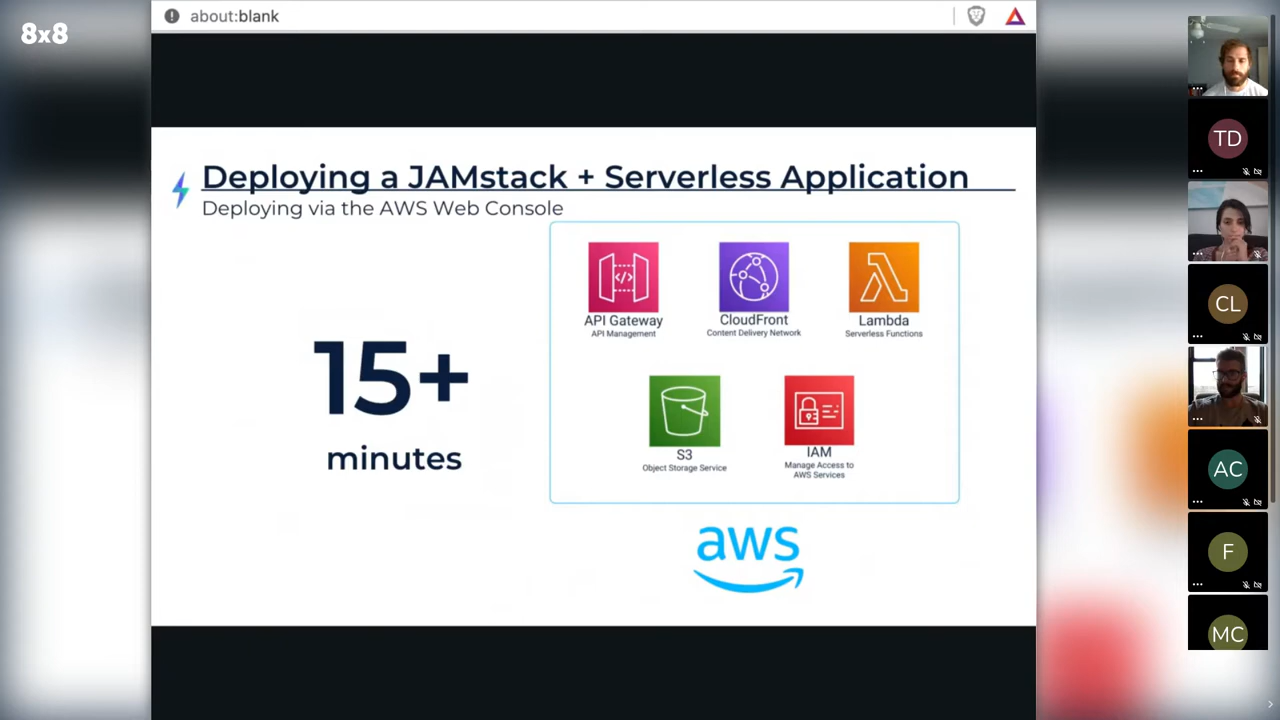 8x8
about:blank
Deploying a JAMstack + Serverless Application
Deploying via the AWS Web Console
15+
minutes
API Gateway
API Management
CloudFront
Content Delivery Network
Lambda
Serverless Functions
S3
Object Storage Service
IAM
Manage Access to
AWS Services
aws
TD
CL
AC
F
MC